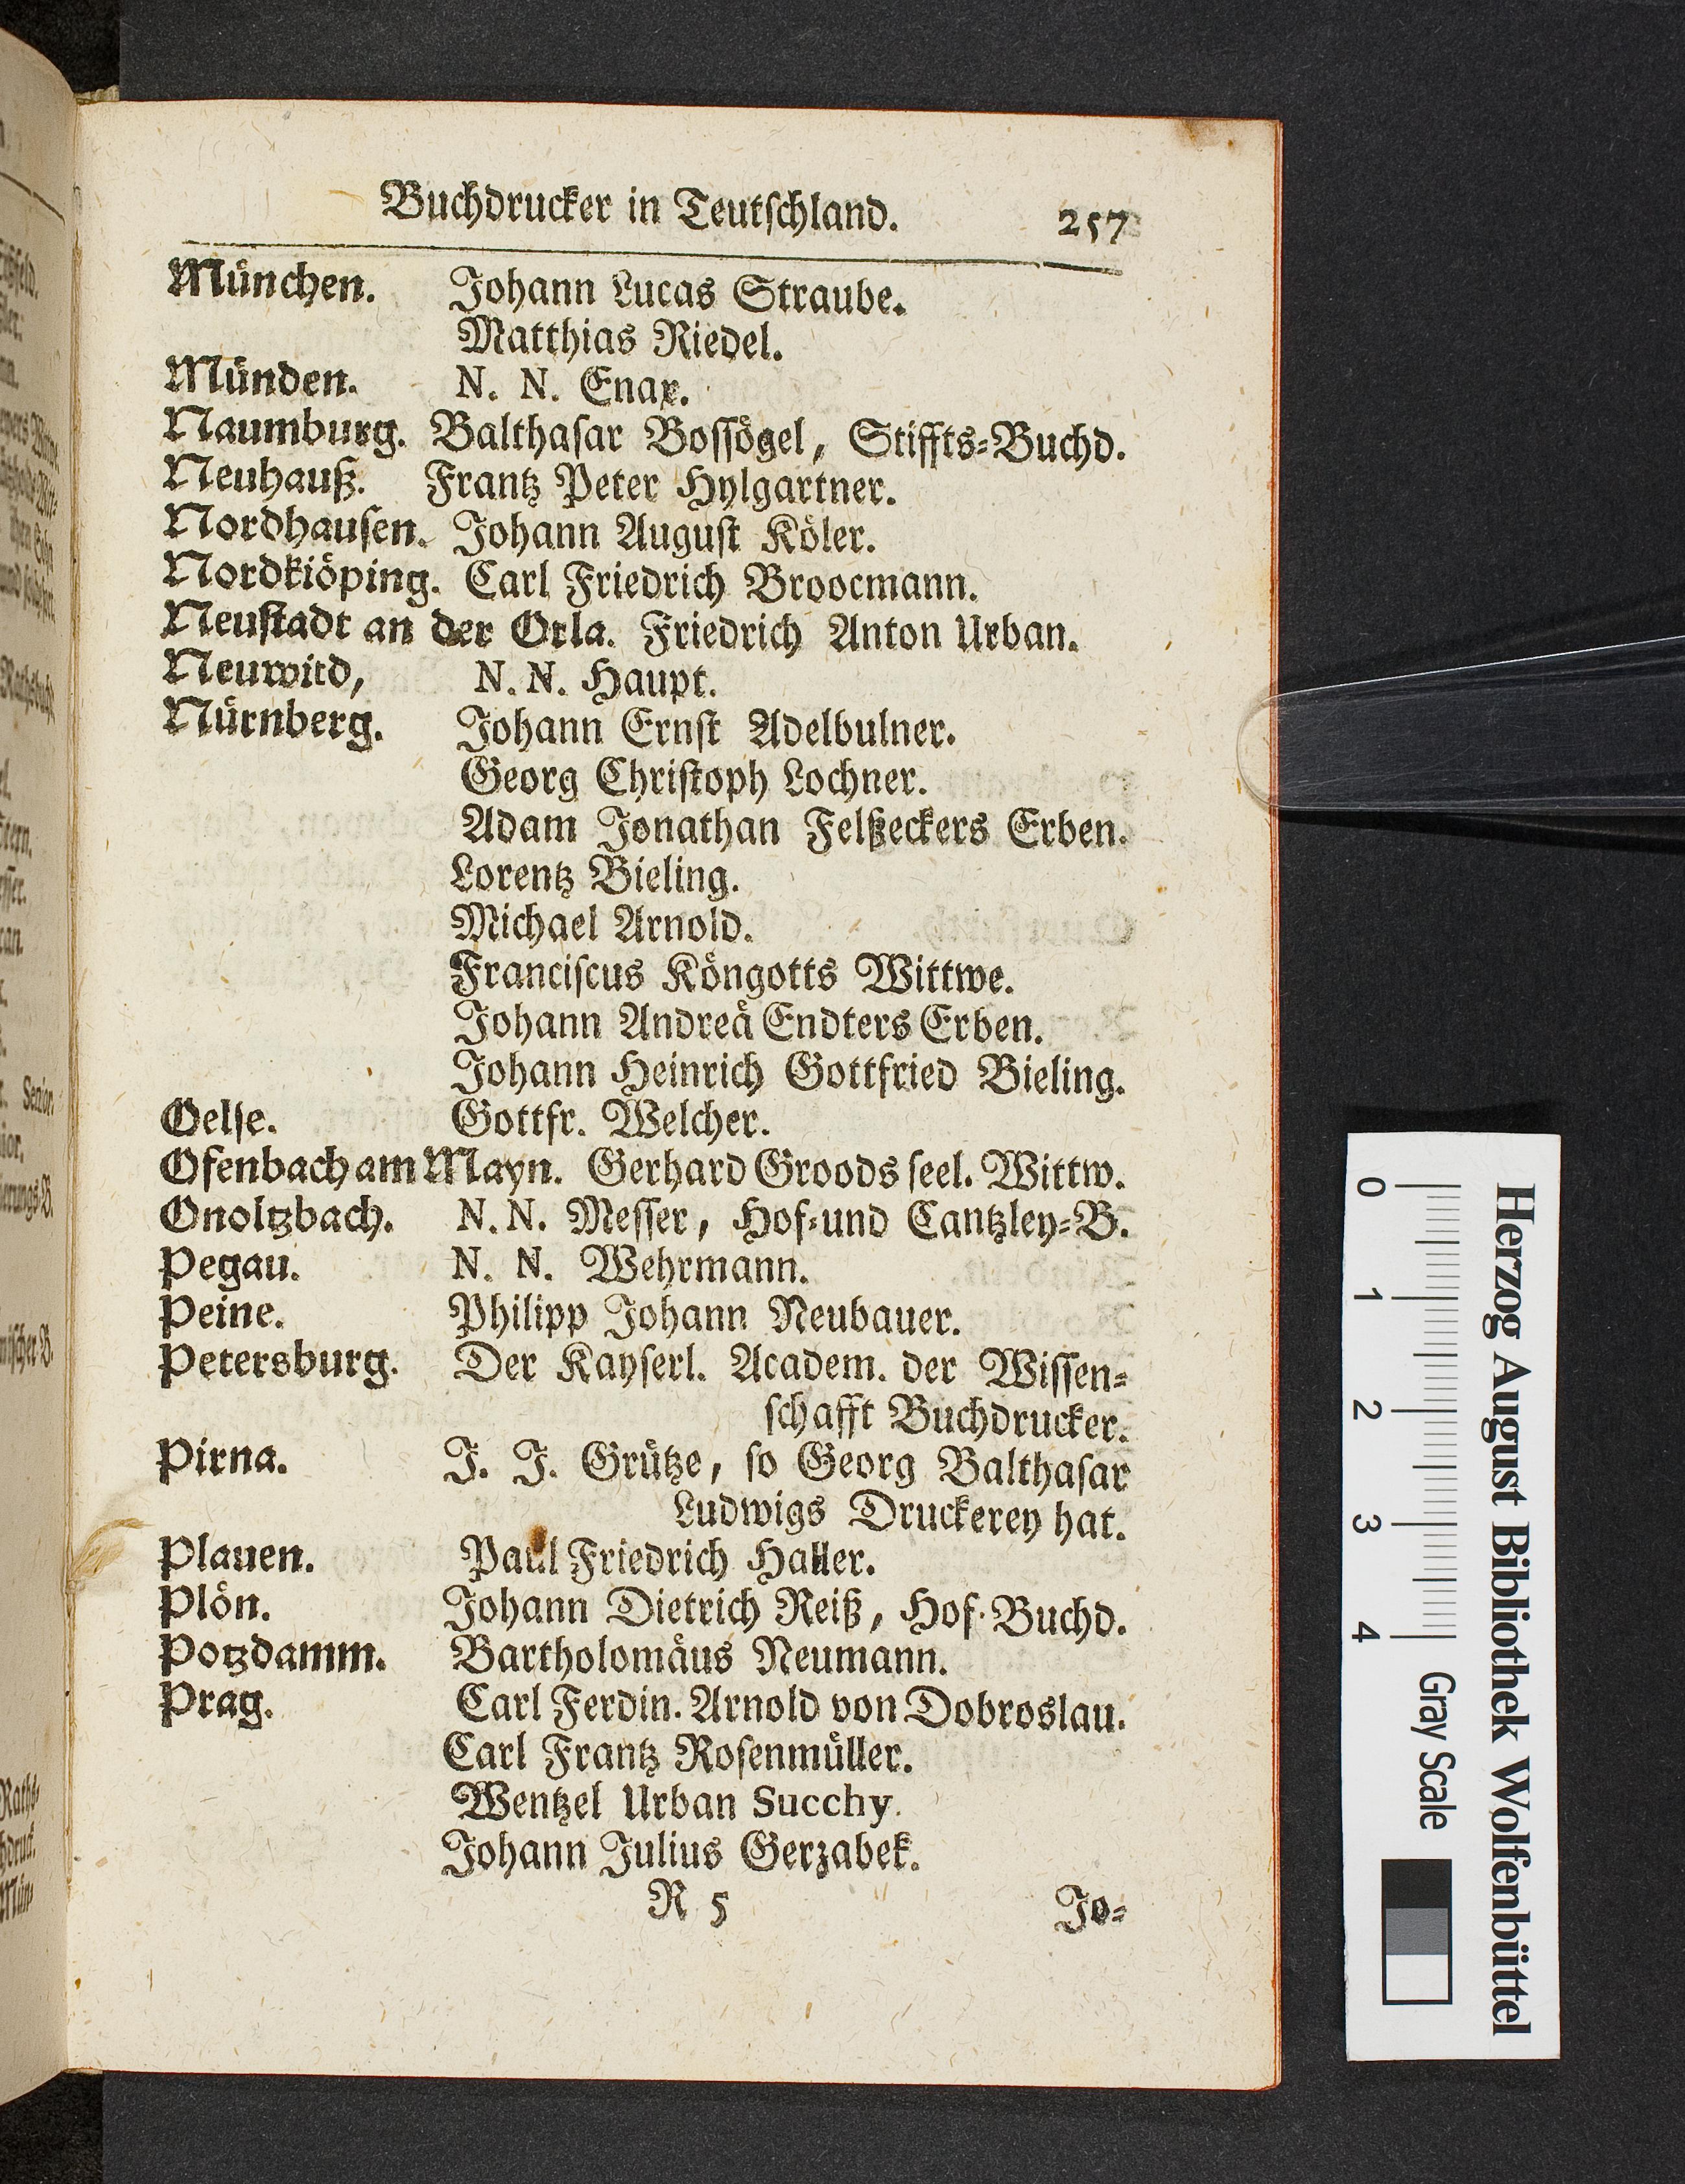 Buchdrucker in Teutſchland. 257
München. Johann Lucas Straube.
Matthias Riedel.
Münden. N. N. Enax.
Naumburg. Balthaſar Boſſögel, Stiffts-Buchd.
Neuhauß. Frantz Peter Hylgartner.
Nordhauſen. Johann Auguſt Köler.
Nordkiöping. Carl Friedrich Broocmann.
Neuſtadt an der Orla. Friedrich Anton Urban.
Neuwitd, N. N. Haupt.
Nürnberg. Johann Ernſt Adelbulner.
Georg Chriſtoph Lochner.
Adam Jonathan Felßeckers Erben.
Lorentz Bieling.
Michael Arnold.
Franciſcus Köngotts Wittwe.
Johann Andreä Endters Erben.
Johann Heinrich Gottfried Bieling.
Oelſe. Gottfr. Welcher.
Ofenbach am Mayn. Gerhard Groods ſeel. Wittw.
Onoltzbach. N. N. Meſſer, Hof-und Cantzley-B.
Pegau. N. N. Wehrmann.
Peine. Philipp Johann Neubauer.
Petersburg. Der Kayſerl. Academ. der Wiſſen-
ſchafft Buchdrucker.
Pirna. J. J. Grütze, ſo Georg Balthaſar
Ludwigs Druckerey hat.
Plauen. Paul Friedrich Haller.
Plön. Johann Dietrich Reiß, Hof-Buchd.
Potzdamm. Bartholomäus Neumann.
Prag. Carl Ferdin. Arnold von Dobroslau.
Carl Frantz Roſenmüller.
Wentzel Urban Succhy.
Johann Julius Gerzabek.
R 5 Jo-
Herzog August Bibliothek Wolfenbüttel
0 1 2 3 4 Gray Scale